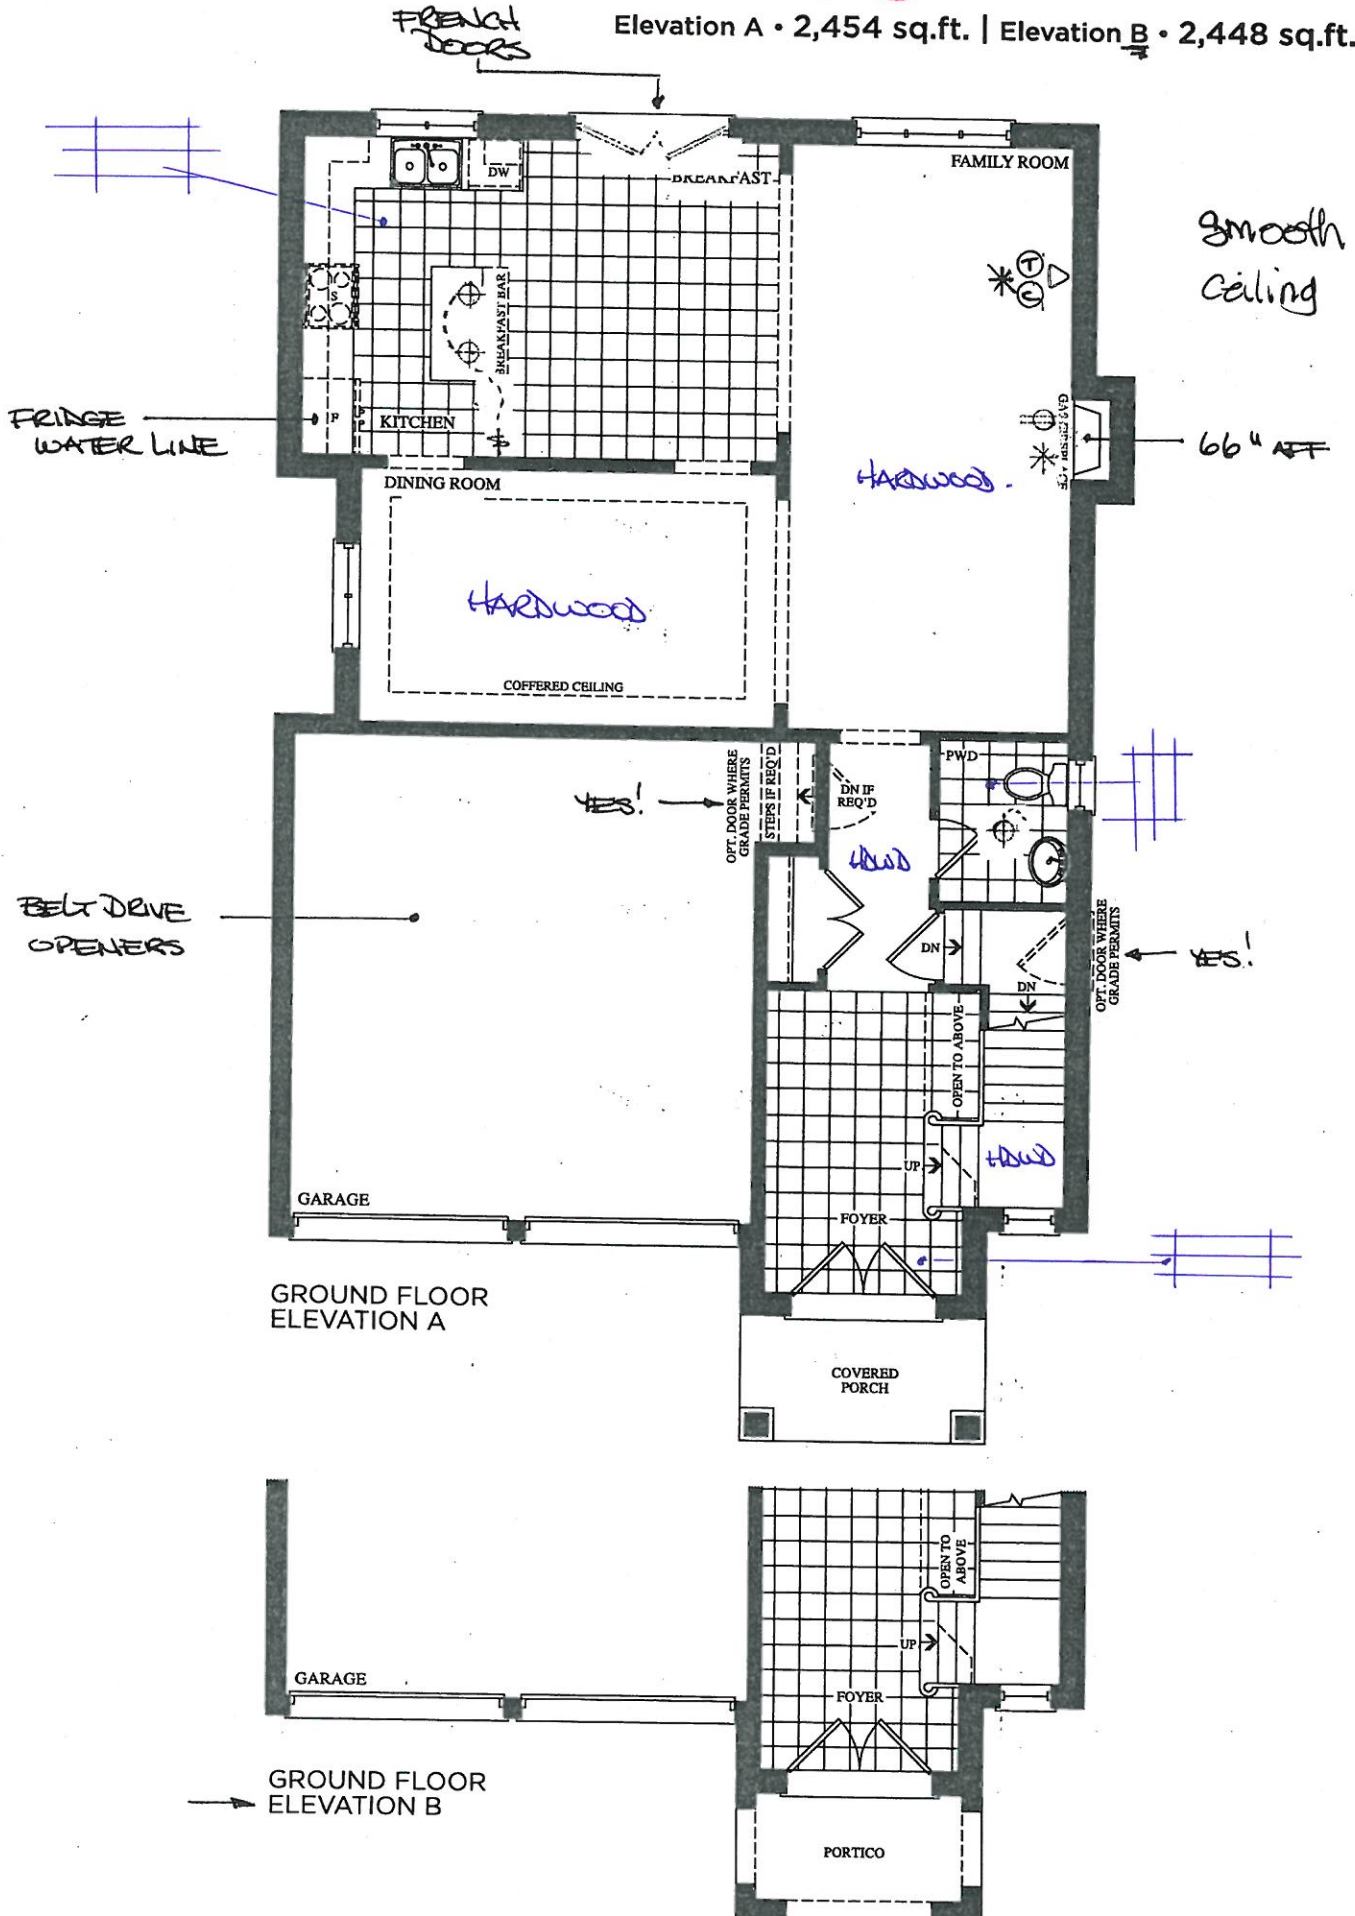 FRENCH
DOORS
Elevation A • 2,454 sq.ft. | Elevation B • 2,448 sq.ft.
DW
BREAKFAST
FAMILY ROOM
Smooth
Ceiling
T
C
S
BREAKFAST BAR
FRIDGE
WATER LINE
F
KITCHEN
GAS FIREPLACE
66" AFF
HARDWOOD.
DINING ROOM
HARDWOOD
COFFERED CEILING
YES!
OPT. DOOR WHERE
GRADE PERMITS
STEPS IF REQ'D
DN IF
REQ'D
PWD
HDWD
BELT DRIVE
OPENERS
DN
DN
OPT. DOOR WHERE
GRADE PERMITS
YES!
OPEN TO ABOVE
UP
HDWD
GARAGE
FOYER
GROUND FLOOR
ELEVATION A
COVERED
PORCH
OPEN TO
ABOVE
UP
GARAGE
FOYER
GROUND FLOOR
ELEVATION B
PORTICO